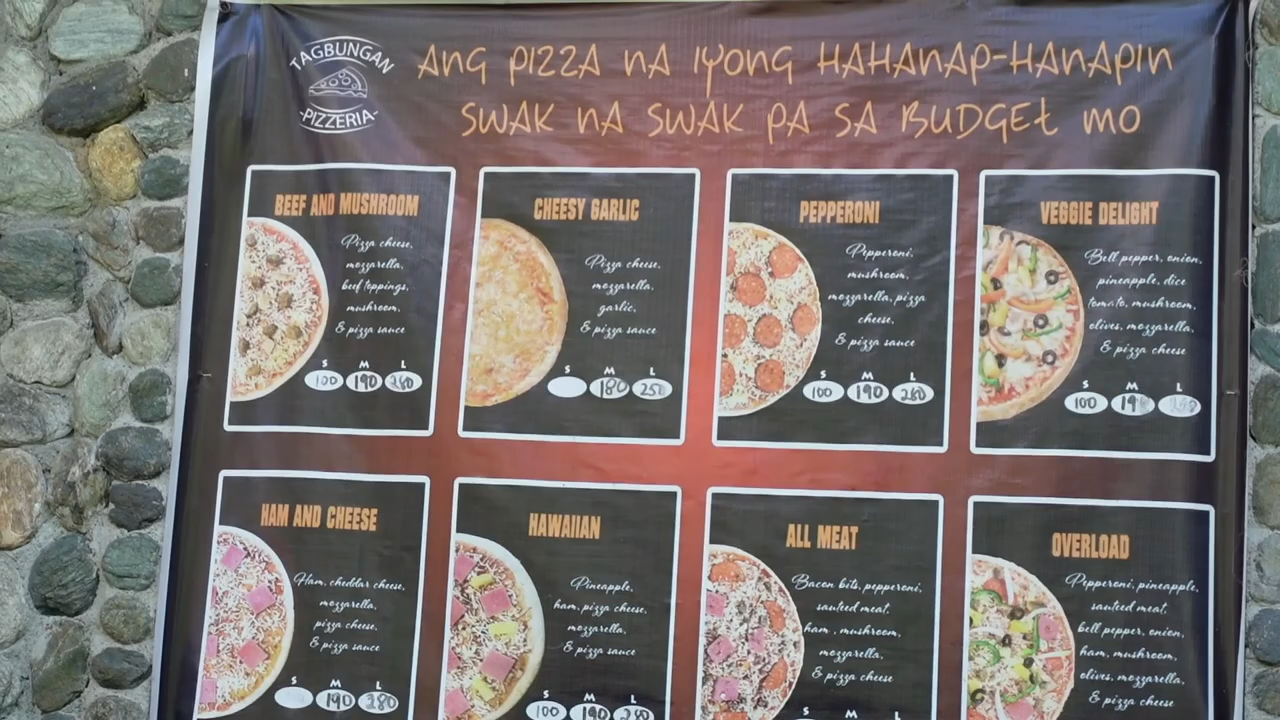 TAGBUNGAN
-PIZZERIA-
ANG PIZZA NA IYONG HAHANAP-HANAPIN
SWAK NA SWAK PA SA BUDGET MO
BEEF AND MUSHROOM
Pizza cheese,
mozzarella,
beef toppings,
mushroom,
& pizza sauce
S M L
100 190 280
CHEESY GARLIC
Pizza cheese,
mozzarella,
garlic,
& pizza sauce
S M L
180 250
PEPPERONI
Pepperoni,
mushroom,
mozzarella, pizza
cheese,
& pizza sauce
S M L
100 190 280
VEGGIE DELIGHT
Bell pepper, onion,
pineapple, dice
tomato, mushroom,
olives, mozzarella,
& pizza cheese
S M L
100
HAM AND CHEESE
Ham, cheddar cheese,
mozzarella,
pizza cheese,
& pizza sauce
S M L
190 280
HAWAIIAN
Pineapple,
ham, pizza cheese,
mozzarella,
& pizza sauce
S M L
100 190 280
ALL MEAT
Bacon bits, pepperoni,
sauteed meat,
ham , mushroom,
mozzarella,
& pizza cheese
OVERLOAD
Pepperoni, pineapple,
sauteed meat,
bell pepper, onion,
ham, mushroom,
olives, mozzarella,
& pizza cheese